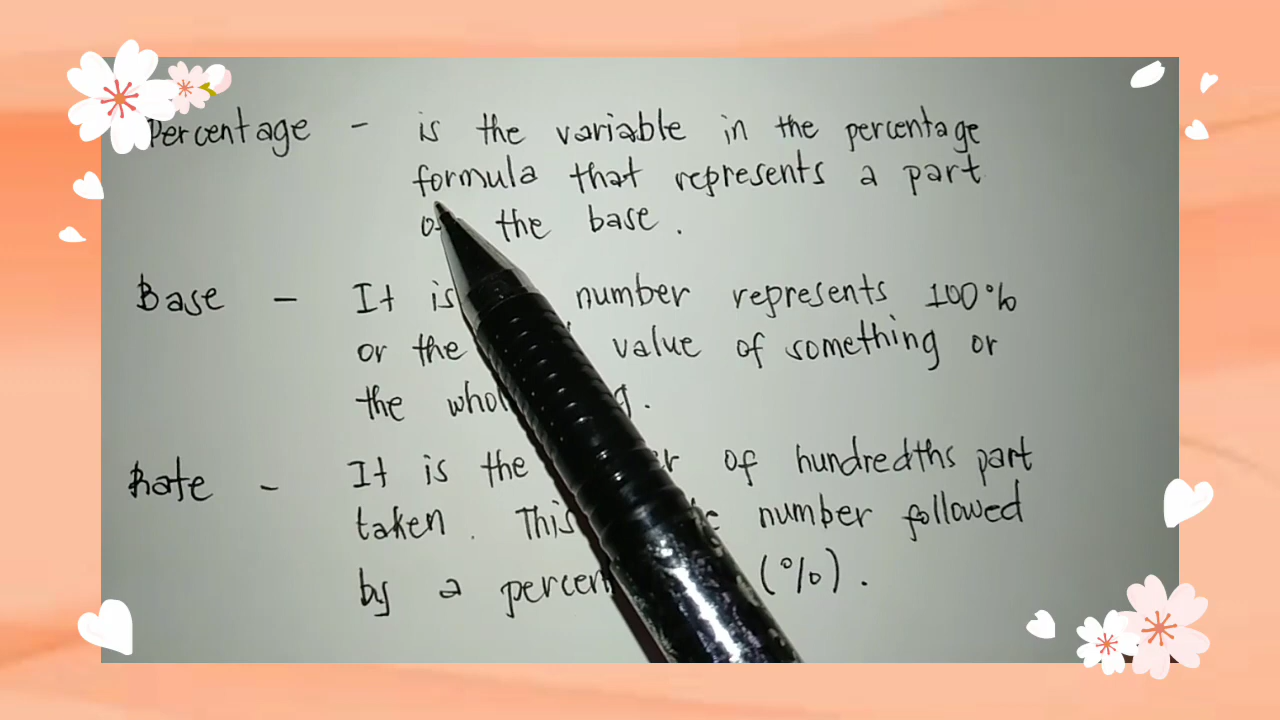 Percentage - is the variable in the percentage
formula that represents a part
the base.
Base - It is number represents 100%
or the value of something or
the
Rate - It is the of hundredths part
taken. This number followed
by a (%).